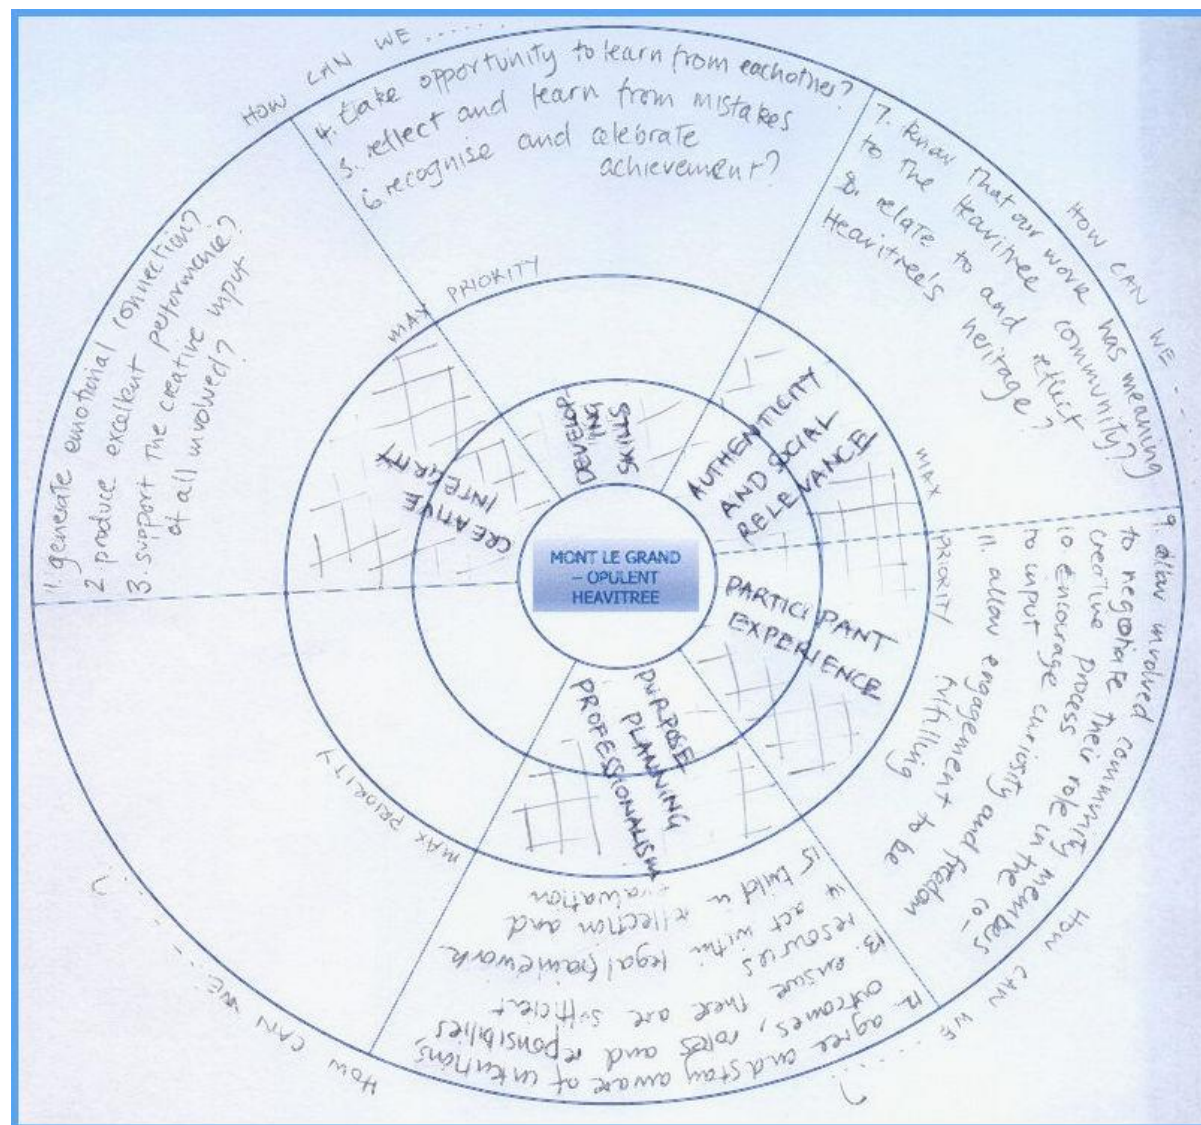 MONT LE GRAND
– OPULENT
HEAVITREE
HOW CAN WE ......
1. generate emotional connection?
2 produce excellent performance?
3 support the creative input
of all involved?
CREATIVE
INTEGRITY
MAX PRIORITY
4. take opportunity to learn from eachother?
5. reflect and learn from mistakes
6. recognise and celebrate
achievement?
DEVELOP-
ING
SKILLS
HOW CAN WE ....
7. know that our work has meaning
to the Heavitree community?
8. relate to and reflect
Heavitree's heritage?
AUTHENTICITY
AND SOCIAL
RELEVANCE
MAX
PRIORITY
9. allow involved community members
to negotiate their role in the co-
creative process
10 encourage curiosity and freedom
to input
11. allow engagement to be
fulfilling
PARTICIPANT
EXPERIENCE
HOW CAN WE ....
?
12. agree and stay aware of intentions,
outcomes, roles and reponsibilies
13. ensure there are sufficient
resources
14 act within legal framework
15 build in reflection and
evaluation
PURPOSE
PLANNING
PROFESSIONALISM
MAX PRIORITY
HOW CAN WE ....
?